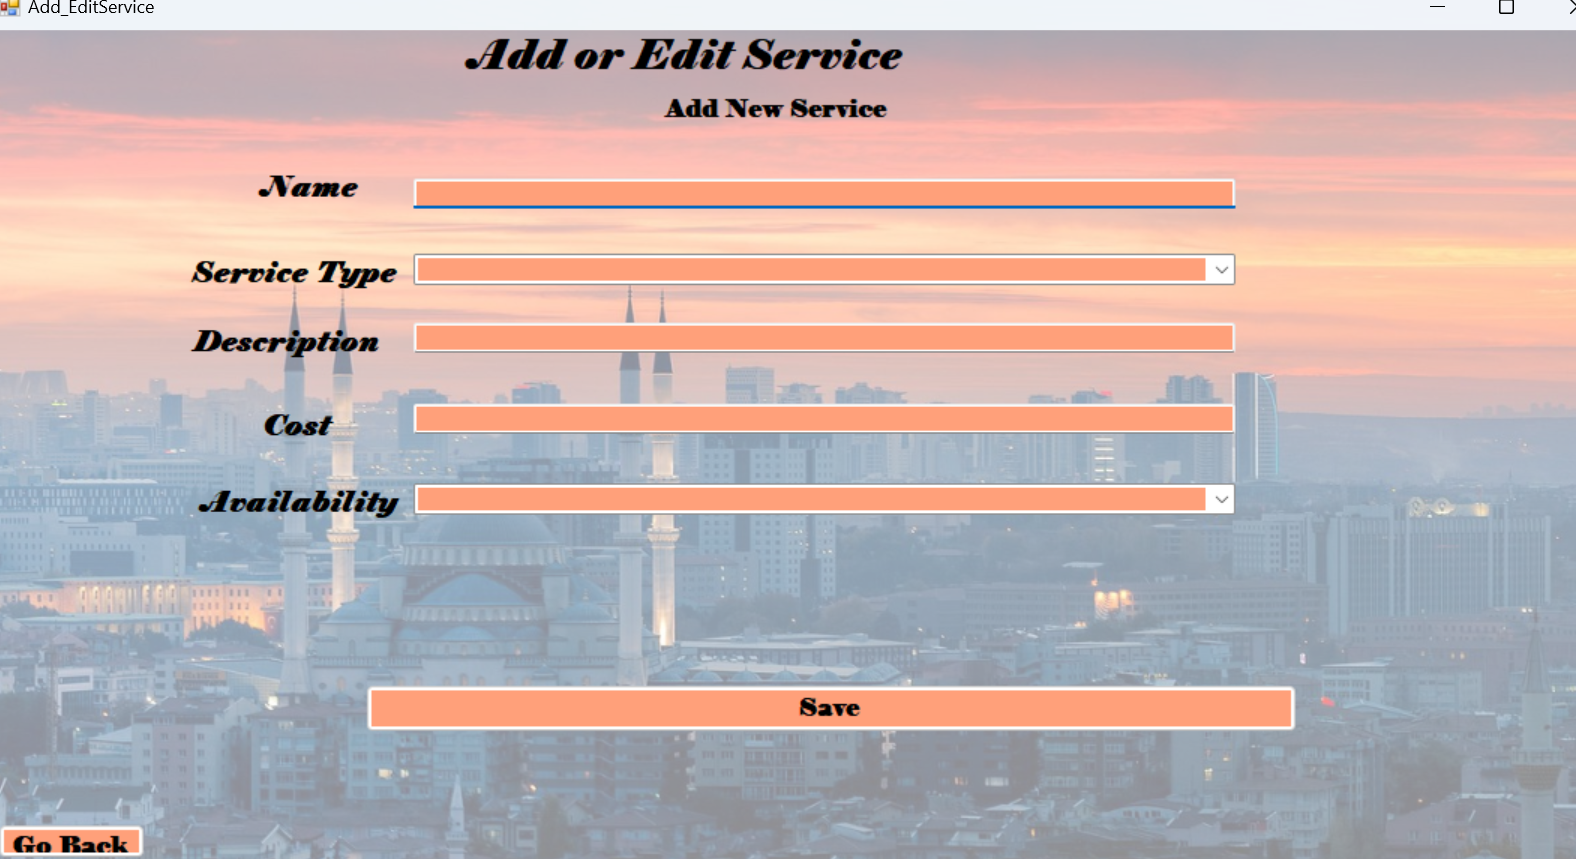 Add_EditService
Add or Edit Service
Add New Service
Name
Service Type
Description
Cost
Availability
Save
Go Back